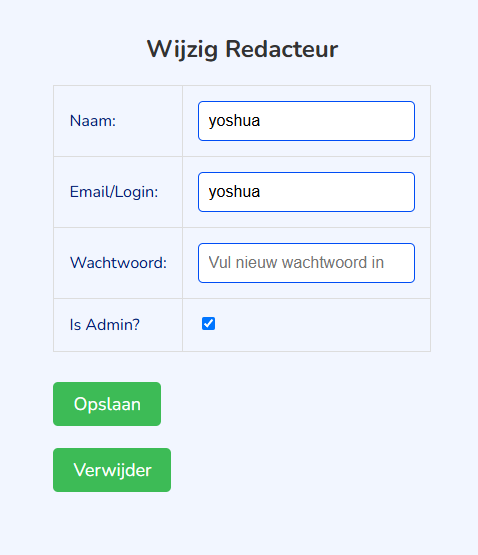 Wijzig Redacteur
Naam: yoshua
Email/Login: yoshua
Wachtwoord: Vul nieuw wachtwoord in
Is Admin?
Opslaan
Verwijder